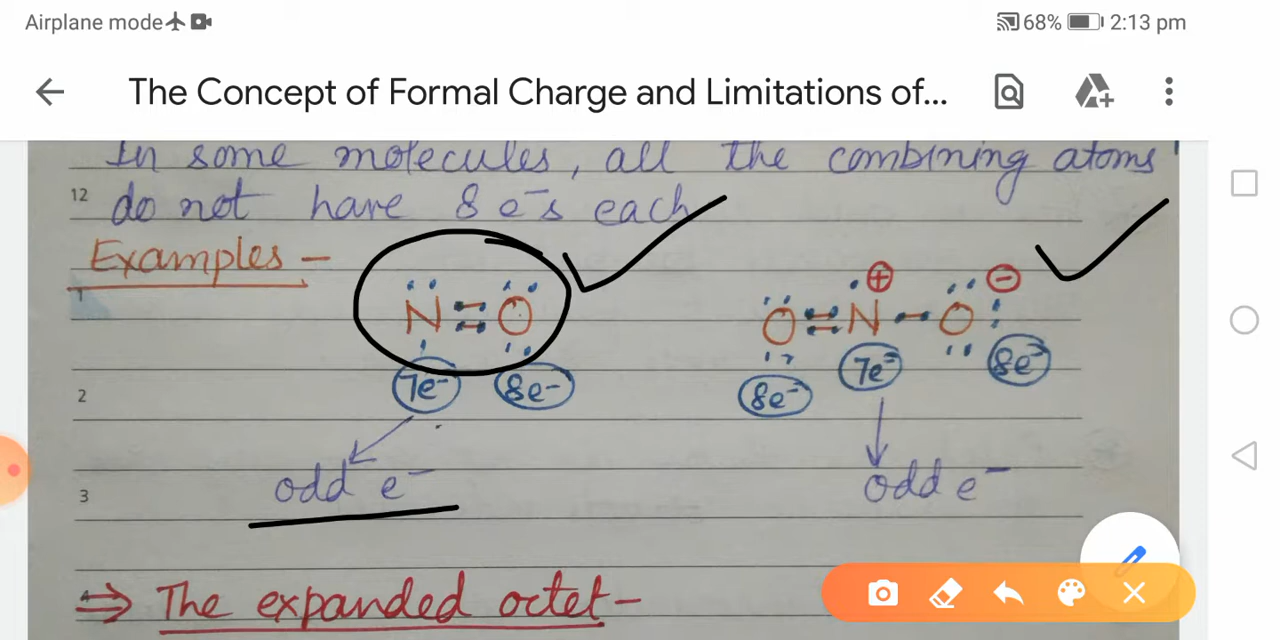 Airplane mode 68% 2:13 pm
The Concept of Formal Charge and Limitations of...
In some molecules, all the combining atoms
12 do not have 8 e⁻s each
Examples -
1
N = O O = N - O ⊕ ⊖
7e⁻ 8e⁻ 8e⁻ 7e⁻ 8e⁻
2
3 odd e⁻ odd e⁻
4 ⇒ The expanded octet -